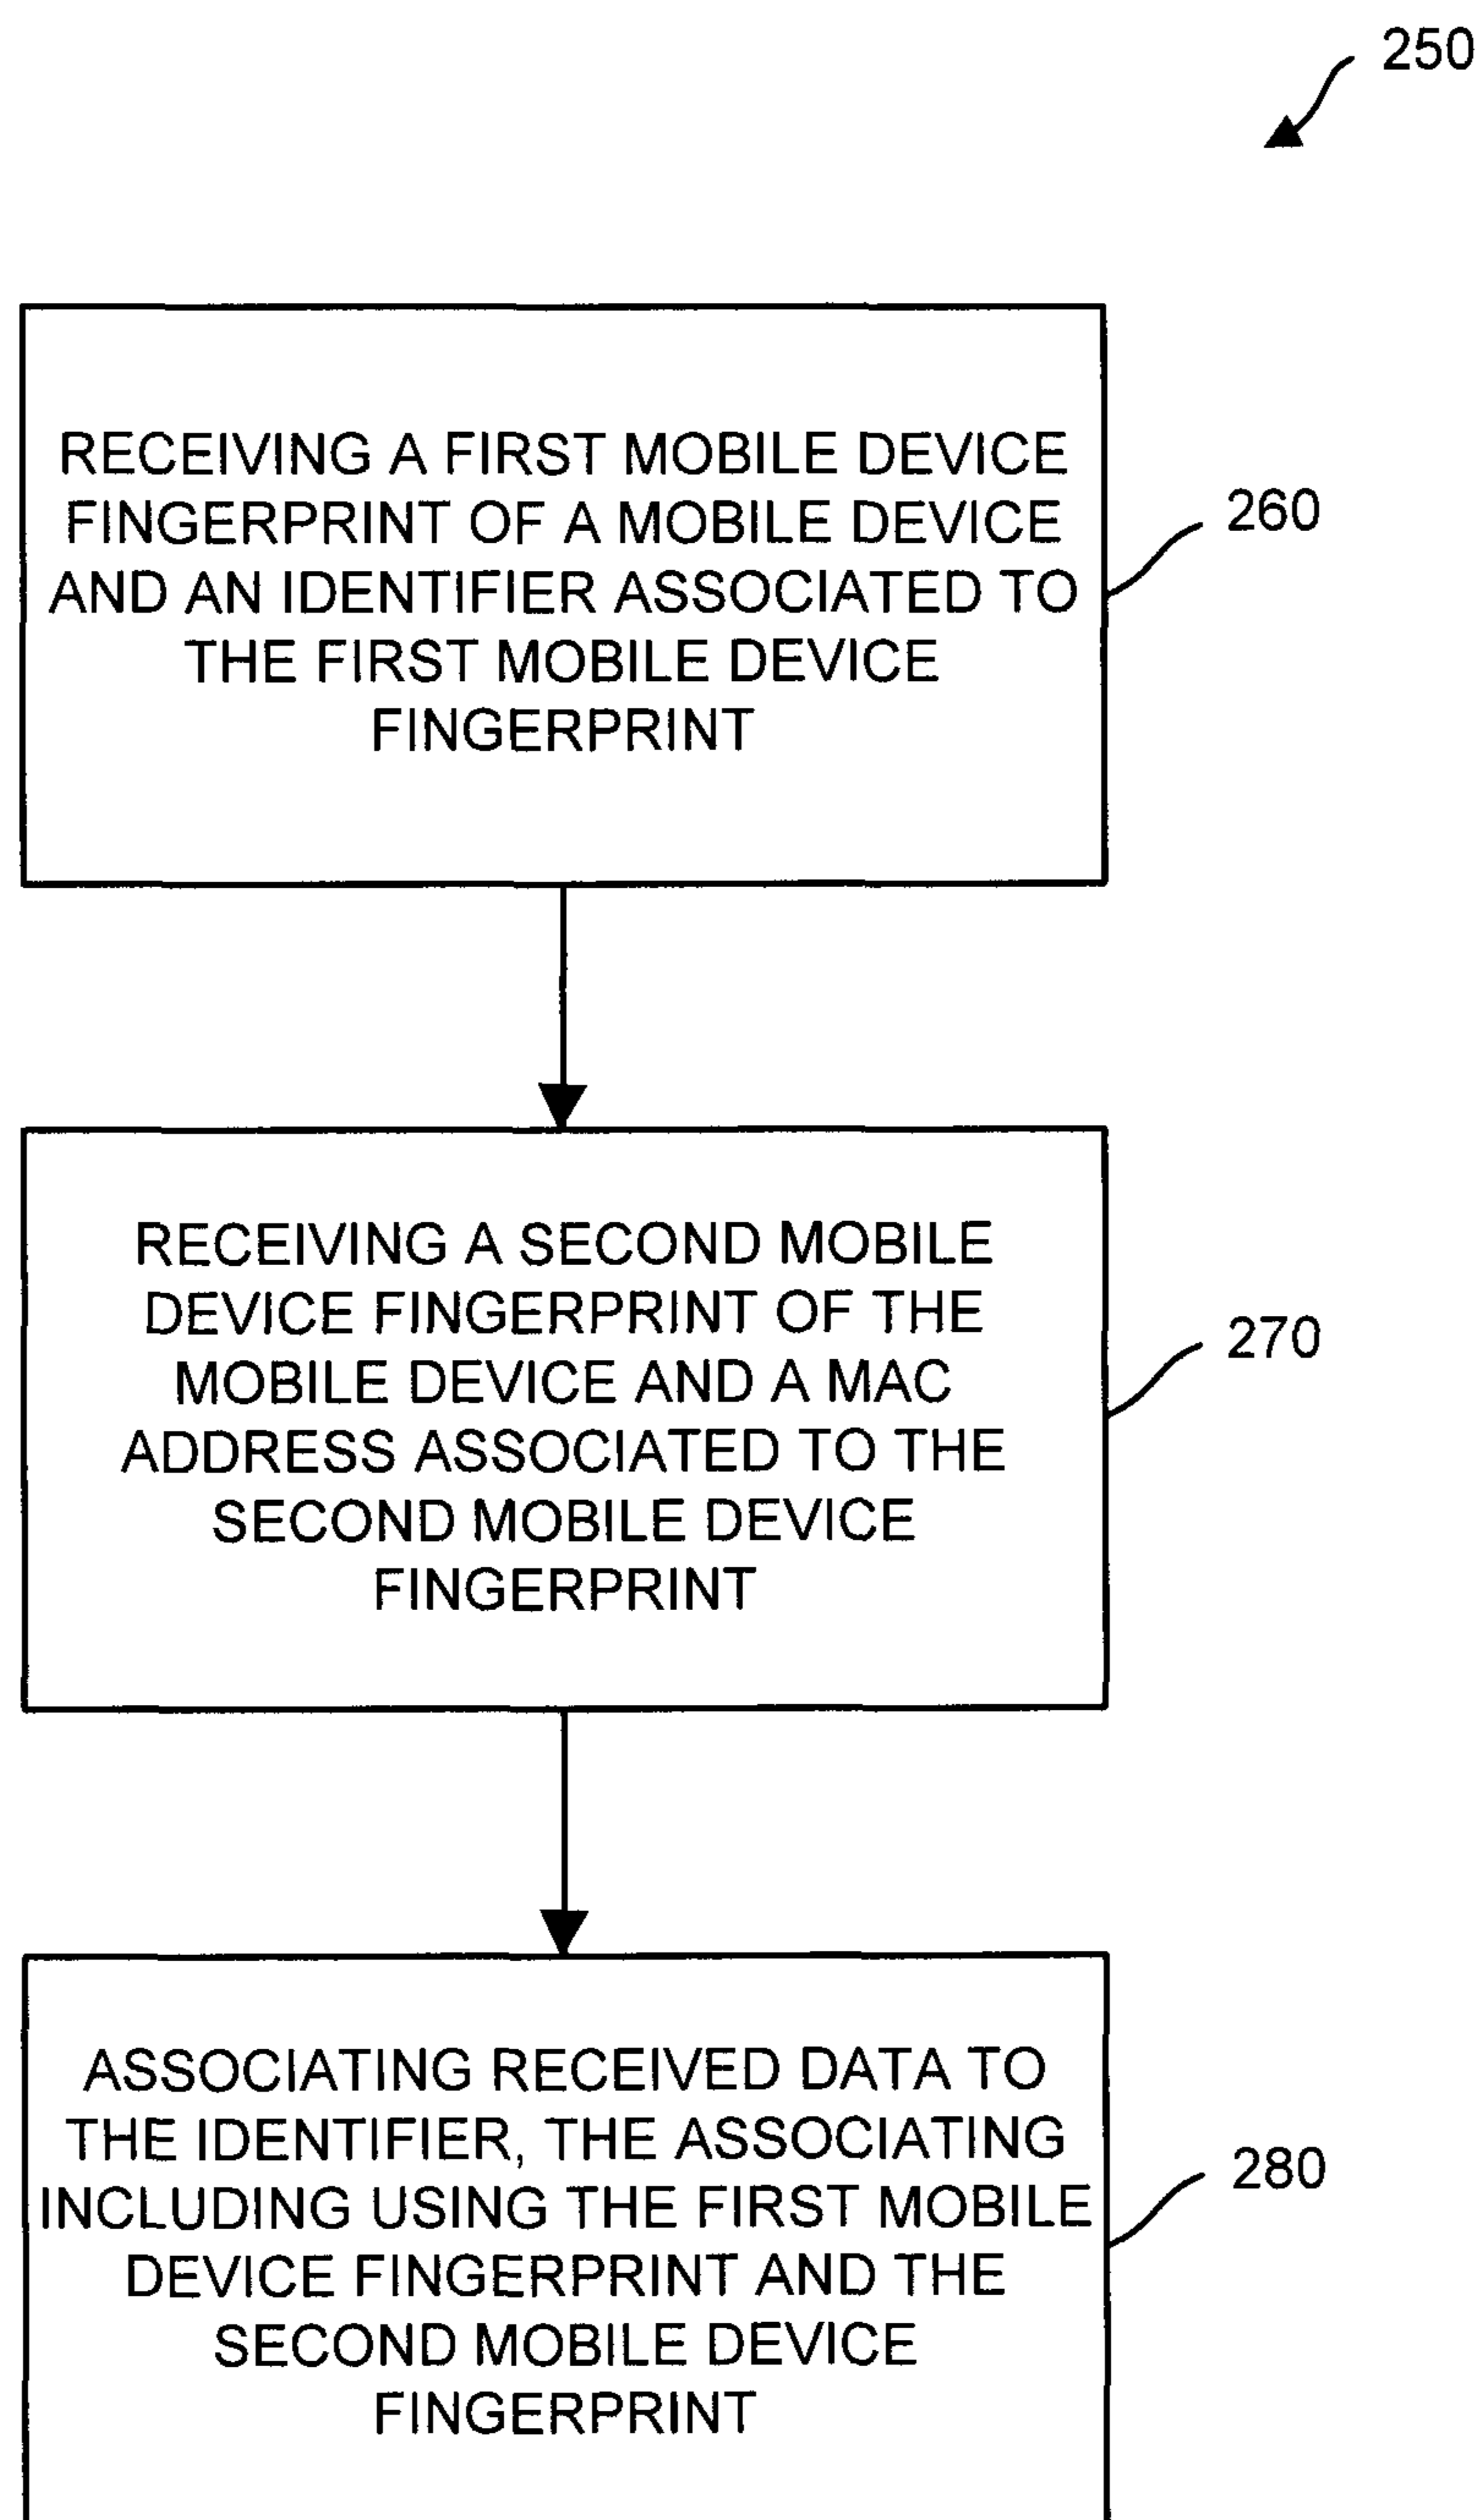 250
RECEIVING A FIRST MOBILE DEVICE
FINGERPRINT OF A MOBILE DEVICE
AND AN IDENTIFIER ASSOCIATED TO
THE FIRST MOBILE DEVICE
FINGERPRINT
260
RECEIVING A SECOND MOBILE
DEVICE FINGERPRINT OF THE
MOBILE DEVICE AND A MAC
ADDRESS ASSOCIATED TO THE
SECOND MOBILE DEVICE
FINGERPRINT
270
ASSOCIATING RECEIVED DATA TO
THE IDENTIFIER, THE ASSOCIATING
INCLUDING USING THE FIRST MOBILE
DEVICE FINGERPRINT AND THE
SECOND MOBILE DEVICE
FINGERPRINT
280